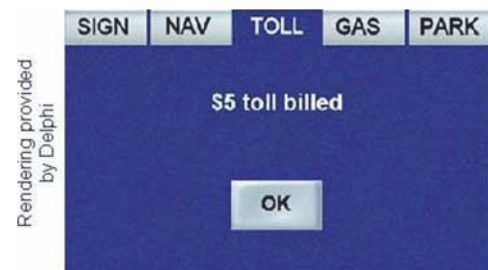 SIGN NAV TOLL GAS PARK
$5 toll billed
OK
Rendering provided
by Delphi